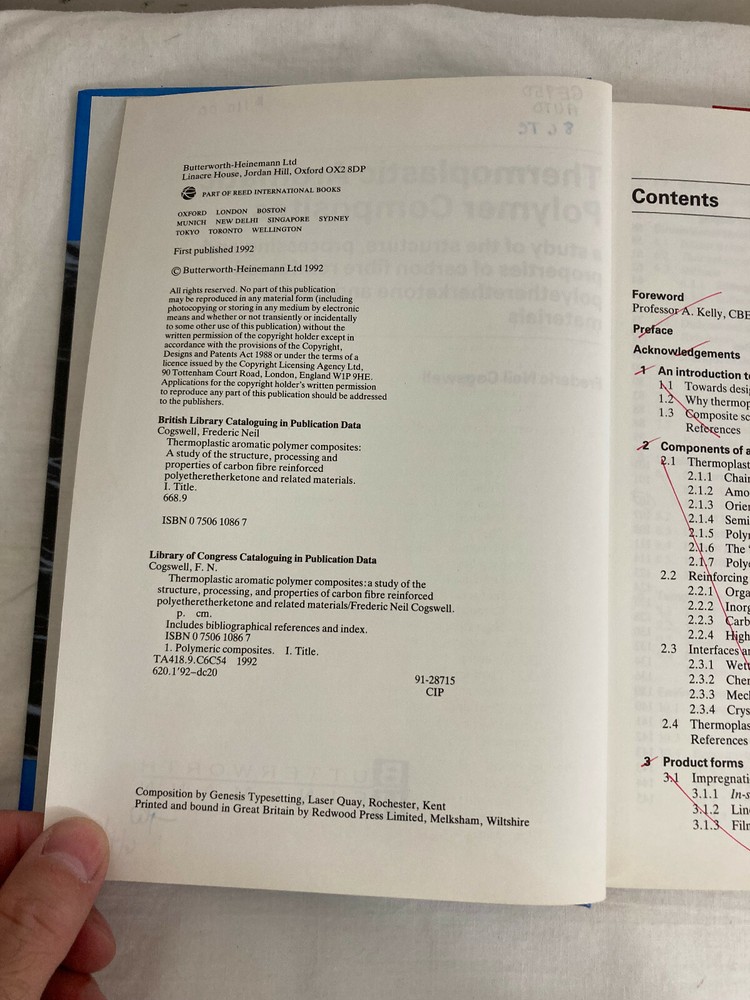 Butterworth-Heinemann Ltd
Linacre House, Jordan Hill, Oxford OX2 8DP
PART OF REED INTERNATIONAL BOOKS
OXFORD LONDON BOSTON
MUNICH NEW DELHI SINGAPORE SYDNEY
TOKYO TORONTO WELLINGTON
First published 1992
© Butterworth-Heinemann Ltd 1992
All rights reserved. No part of this publication
may be reproduced in any material form (including
photocopying or storing in any medium by electronic
means and whether or not transiently or incidentally
to some other use of this publication) without the
written permission of the copyright holder except in
accordance with the provisions of the Copyright,
Designs and Patents Act 1988 or under the terms of a
licence issued by the Copyright Licensing Agency Ltd,
90 Tottenham Court Road, London, England W1P 9HE.
Applications for the copyright holder's written permission
to reproduce any part of this publication should be addressed
to the publishers.
British Library Cataloguing in Publication Data
Cogswell, Frederic Neil
Thermoplastic aromatic polymer composites:
A study of the structure, processing and
properties of carbon fibre reinforced
polyetheretherketone and related materials.
I. Title.
668.9
ISBN 0 7506 1086 7
Library of Congress Cataloguing in Publication Data
Cogswell, F. N.
Thermoplastic aromatic polymer composites: a study of the
structure, processing, and properties of carbon fibre reinforced
polyetheretherketone and related materials/Frederic Neil Cogswell.
p. cm.
Includes bibliographical references and index.
ISBN 0 7506 1086 7
1. Polymeric composites. I. Title.
TA418.9.C6C54 1992
620.1'92-dc20
91-28715
CIP
Composition by Genesis Typesetting, Laser Quay, Rochester, Kent
Printed and bound in Great Britain by Redwood Press Limited, Melksham, Wiltshire
Contents
Foreword
Professor A. Kelly, CBE
Preface
Acknowledgements
1 An introduction to
1.1 Towards desi
1.2 Why thermop
1.3 Composite sc
References
2 Components of a
2.1 Thermoplast
2.1.1 Chai
2.1.2 Amo
2.1.3 Orien
2.1.4 Semi
2.1.5 Polyr
2.1.6 The
2.1.7 Polye
2.2 Reinforcing
2.2.1 Orga
2.2.2 Inor
2.2.3 Carb
2.2.4 High
2.3 Interfaces a
2.3.1 Wet
2.3.2 Cher
2.3.3 Mec
2.3.4 Crys
2.4 Thermoplas
References
3 Product forms
3.1 Impregnati
3.1.1 In-s
3.1.2 Lin
3.1.3 Fil